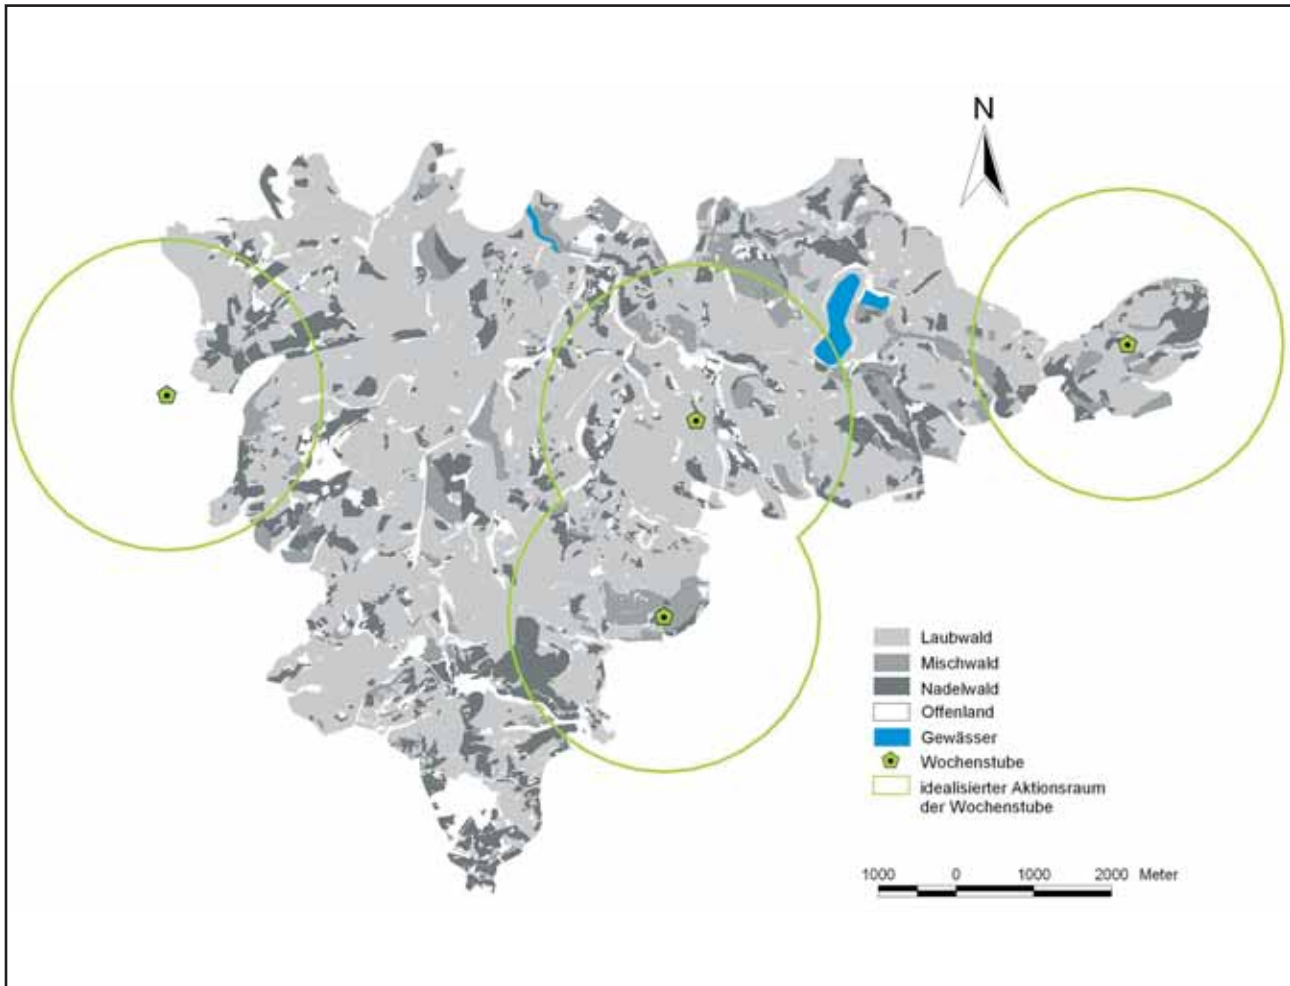 N
Laubwald
Mischwald
Nadelwald
Offenland
Gewässer
Wochenstube
idealisierter Aktionsraum
der Wochenstube
1000 0 1000 2000 Meter